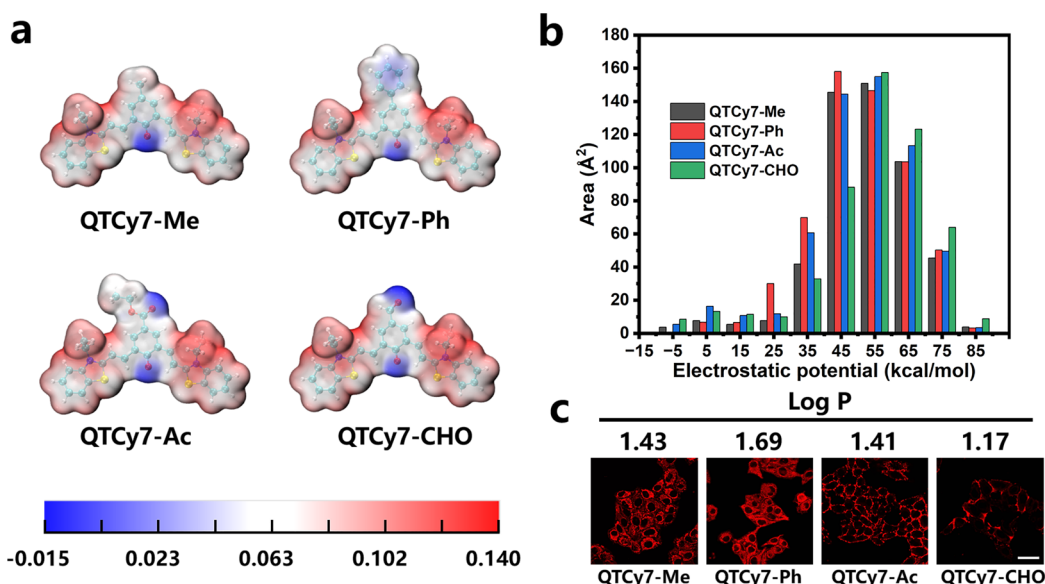 a
QTCy7-Me
QTCy7-Ph
QTCy7-Ac
QTCy7-CHO
-0.015
0.023
0.063
0.102
0.140
b
180
160
140
120
100
80
60
40
20
0
Area (Å²)
QTCy7-Me
QTCy7-Ph
QTCy7-Ac
QTCy7-CHO
−15 −5 5 15 25 35 45 55 65 75 85
Electrostatic potential (kcal/mol)
c
Log P
1.43 1.69 1.41 1.17
QTCy7-Me QTCy7-Ph QTCy7-Ac QTCy7-CHO